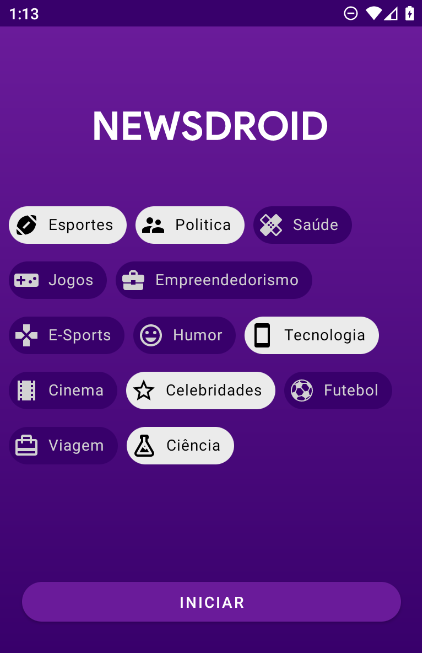 1:13
NEWSDROID
Esportes Politica Saúde
Jogos Empreendedorismo
E-Sports Humor Tecnologia
Cinema Celebridades Futebol
Viagem Ciência
INICIAR